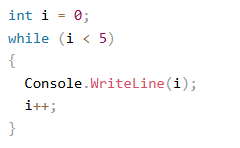 int i = 0;
while (i < 5)
{
  Console.WriteLine(i);
  i++;
}